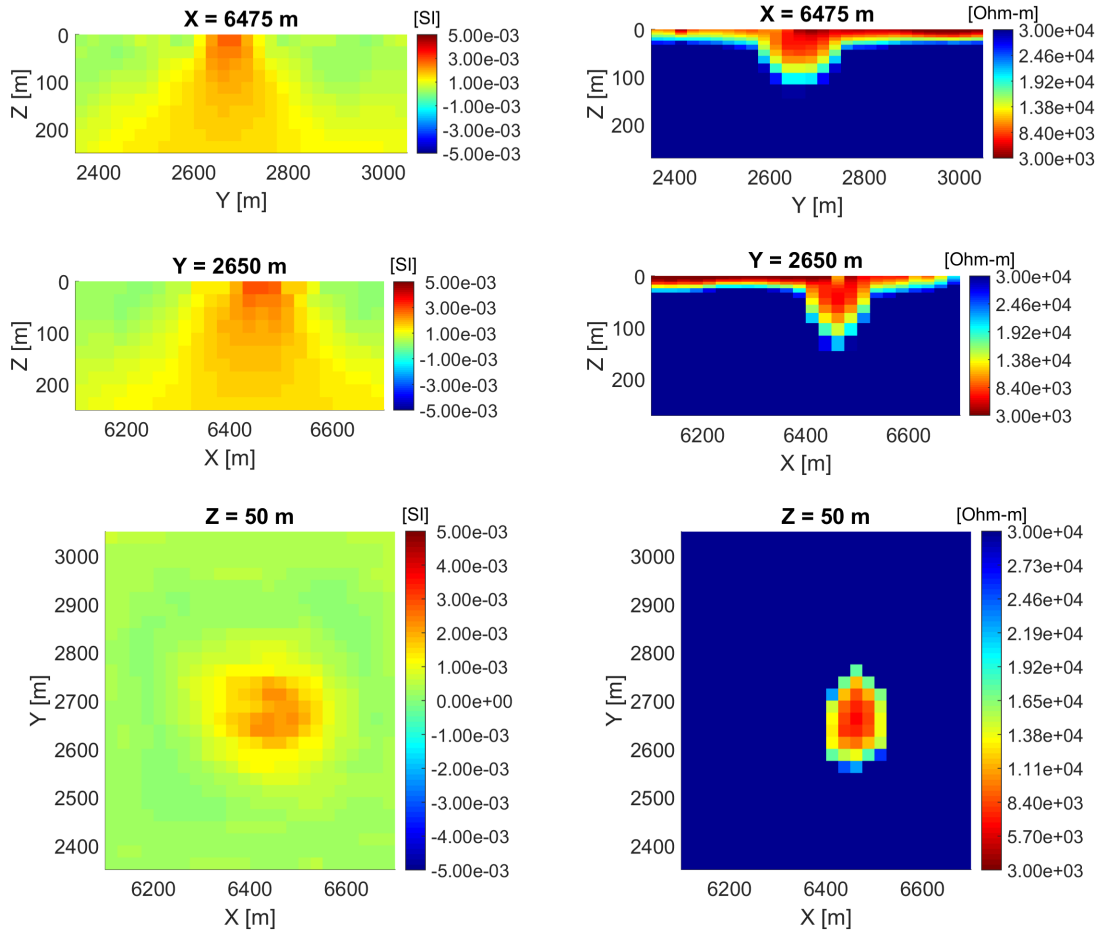 X = 6475 m
[SI]
0
100
200
Z [m]
2400
2600
2800
3000
Y [m]
5.00e-03
3.00e-03
1.00e-03
-1.00e-03
-3.00e-03
-5.00e-03
X = 6475 m
[Ohm-m]
0
100
200
Z [m]
2400
2600
2800
3000
Y [m]
3.00e+04
2.46e+04
1.92e+04
1.38e+04
8.40e+03
3.00e+03
Y = 2650 m
[SI]
0
100
200
Z [m]
6200
6400
6600
X [m]
5.00e-03
3.00e-03
1.00e-03
-1.00e-03
-3.00e-03
-5.00e-03
Y = 2650 m
[Ohm-m]
0
100
200
Z [m]
6200
6400
6600
X [m]
3.00e+04
2.46e+04
1.92e+04
1.38e+04
8.40e+03
3.00e+03
Z = 50 m
[SI]
3000
2900
2800
2700
2600
2500
2400
Y [m]
6200
6400
6600
X [m]
5.00e-03
4.00e-03
3.00e-03
2.00e-03
1.00e-03
0.00e+00
-1.00e-03
-2.00e-03
-3.00e-03
-4.00e-03
-5.00e-03
Z = 50 m
[Ohm-m]
3000
2900
2800
2700
2600
2500
2400
Y [m]
6200
6400
6600
X [m]
3.00e+04
2.73e+04
2.46e+04
2.19e+04
1.92e+04
1.65e+04
1.38e+04
1.11e+04
8.40e+03
5.70e+03
3.00e+03